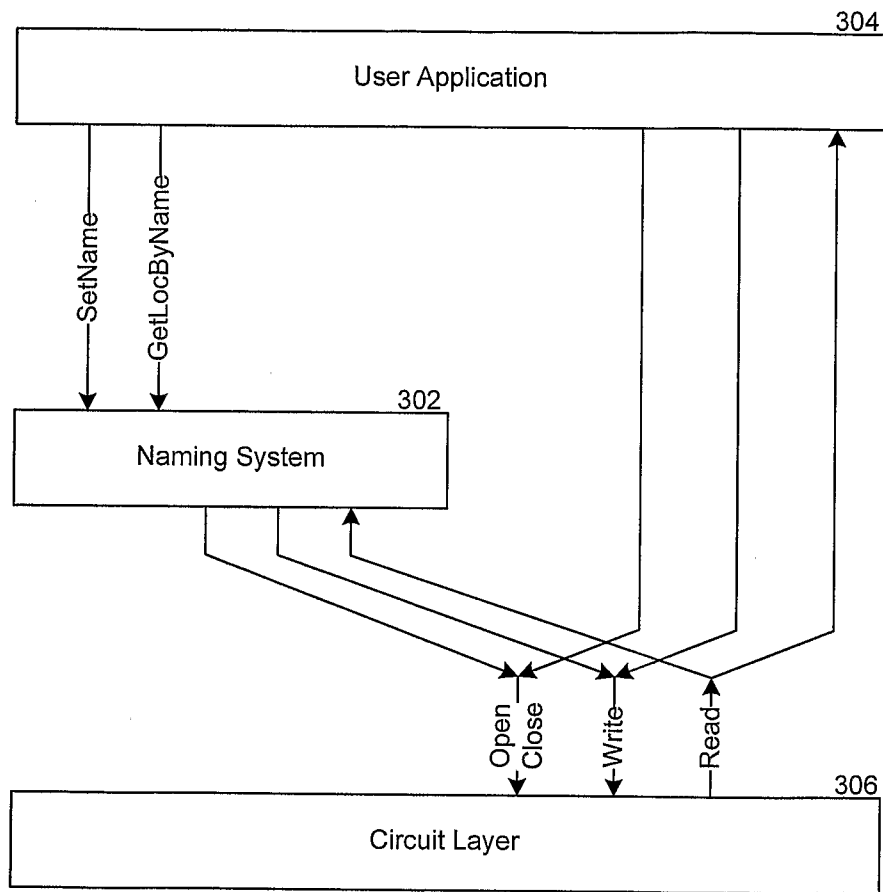 304
User Application
SetName
GetLocByName
302
Naming System
Open
Close
Write
Read
306
Circuit Layer